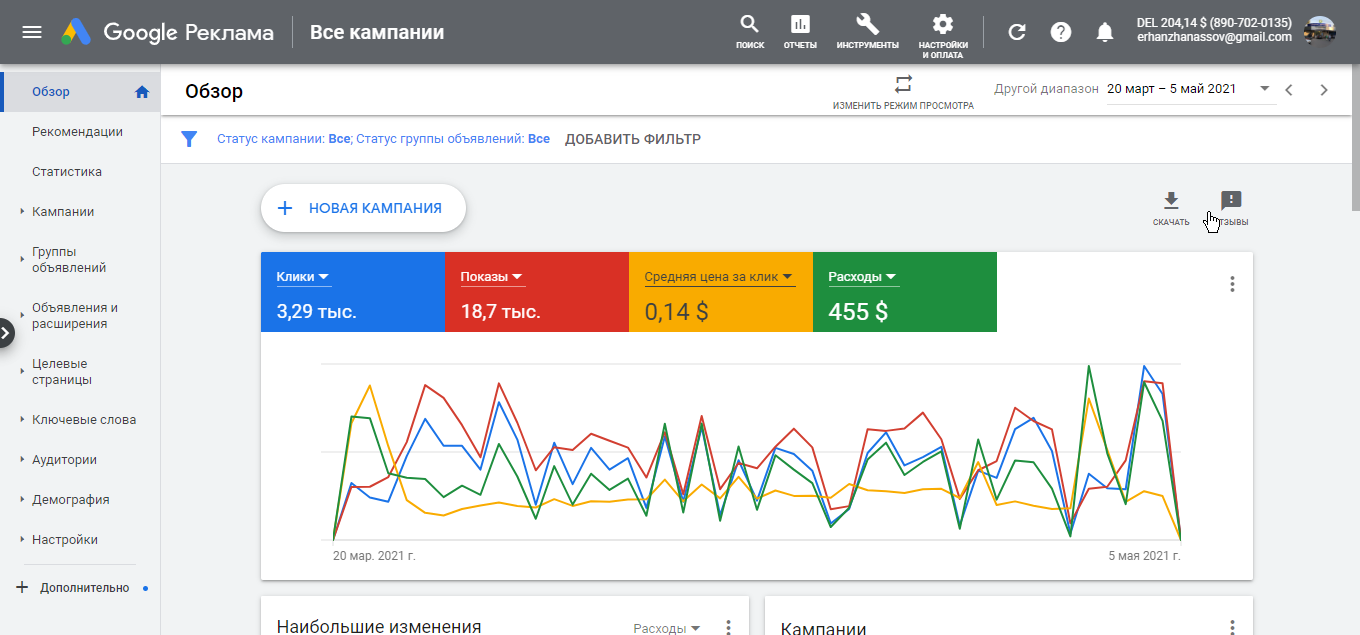 Google Реклама
Все кампании
ПОИСК
ОТЧЕТЫ
ИНСТРУМЕНТЫ
НАСТРОЙКИ
И ОПЛАТА
DEL 204,14 $ (890-702-0135)
erhanzhanassov@gmail.com
Обзор
Рекомендации
Статистика
Кампании
Группы
объявлений
Объявления и
расширения
Целевые
страницы
Ключевые слова
Аудитории
Демография
Настройки
Дополнительно
Обзор
ИЗМЕНИТЬ РЕЖИМ ПРОСМОТРА
Другой диапазон 20 март – 5 май 2021
Статус кампании: Все; Статус группы объявлений: Все ДОБАВИТЬ ФИЛЬТР
НОВАЯ КАМПАНИЯ
СКАЧАТЬ
Клики
3,29 тыс.
Показы
18,7 тыс.
Средняя цена за клик
0,14 $
Расходы
455 $
20 мар. 2021 г.
5 мая 2021 г.
Наибольшие изменения
Расходы
Кампании